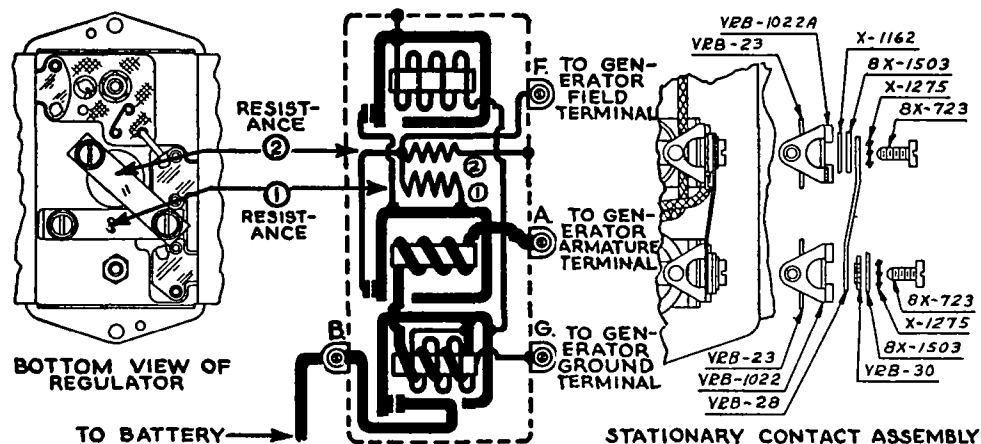 RESIST-
ANCE
②
①
RESIST-
ANCE
BOTTOM VIEW OF
REGULATOR
TO BATTERY
②
①
F.
TO GEN-
ERATOR
FIELD
TERMINAL
A.
TO GEN-
ERATOR
ARMATURE
TERMINAL
B.
G.
TO GEN-
ERATOR
GROUND
TERMINAL
VRB-1022A
VRB-23
X-1162
8X-1503
X-1275
8X-723
8X-723
X-1275
8X-1503
VRB-30
VRB-23
VRB-1022
VRB-28
STATIONARY CONTACT ASSEMBLY